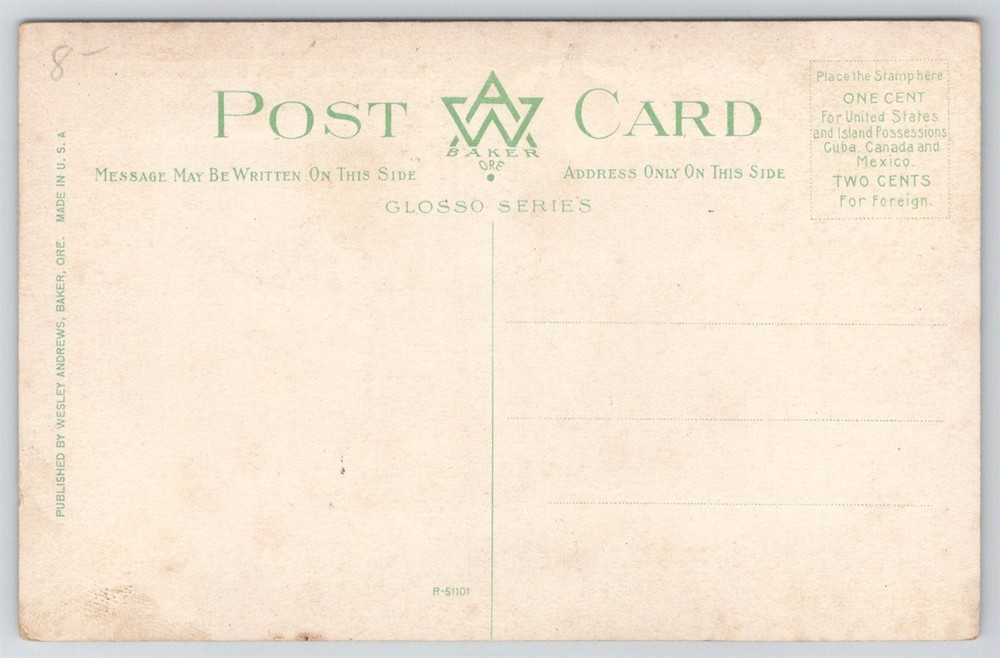 8-
POST CARD
AW
BAKER
ORE
MESSAGE MAY BE WRITTEN ON THIS SIDE
ADDRESS ONLY ON THIS SIDE
GLOSSO SERIES
Place the Stamp here
ONE CENT
For United States
and Island Possessions
Cuba. Canada and
Mexico.
TWO CENTS
For Foreign.
PUBLISHED BY WESLEY ANDREWS, BAKER, ORE. MADE IN U. S. A
R-51101